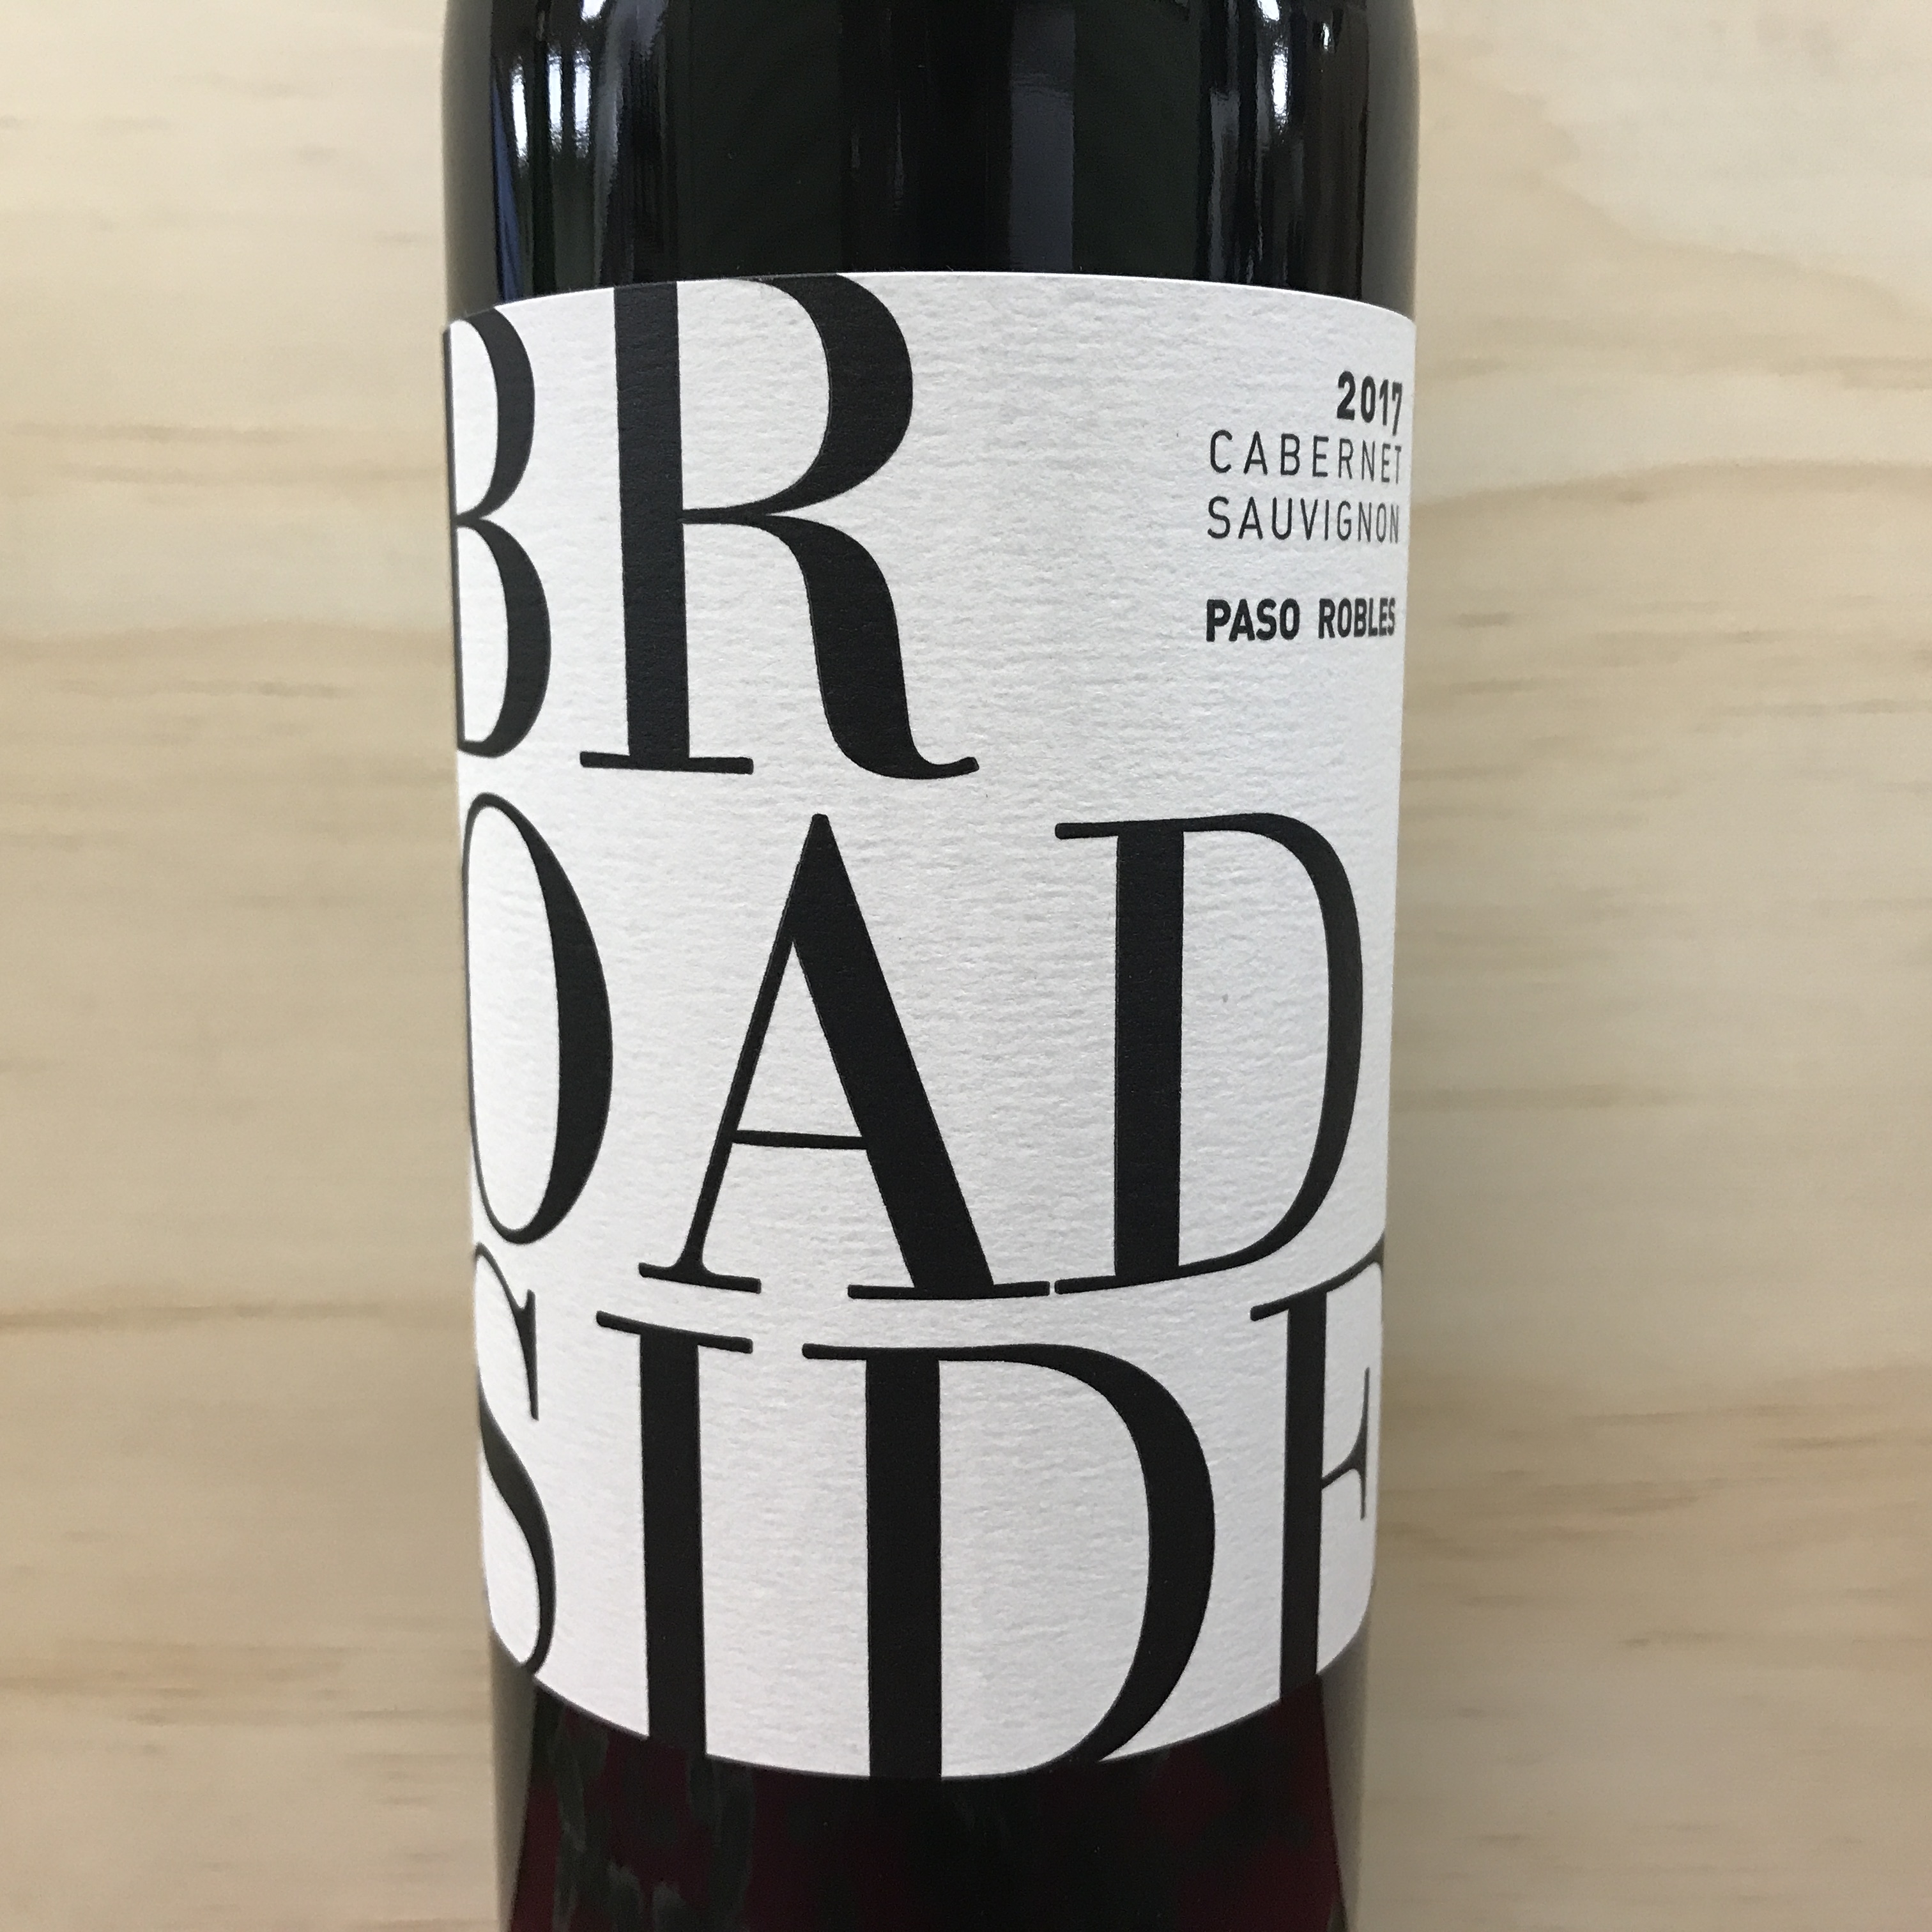 BR
2017
CABERNET
SAUVIGNON
PASO ROBLES
OAD
SIDE